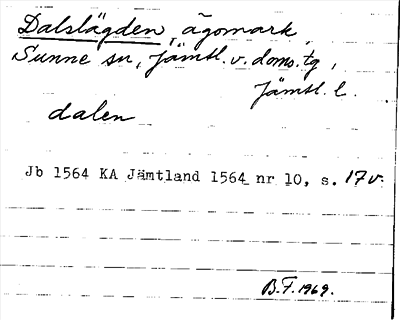 Dalslägden, ägomark
Sunne sn, Jämtl. v. doms. tg,
Jämtl. l.
dalen
Jb 1564 KA Jämtland 1564 nr 10, s. 17v.
B.F. 1969.